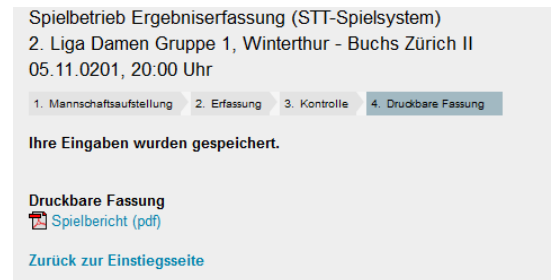 Spielbetrieb Ergebniserfassung (STT-Spielsystem)
2. Liga Damen Gruppe 1, Winterthur - Buchs Zürich II
05.11.0201, 20:00 Uhr
1. Mannschaftsaufstellung 2. Erfassung 3. Kontrolle 4. Druckbare Fassung
Ihre Eingaben wurden gespeichert.
Druckbare Fassung
Spielbericht (pdf)
Zurück zur Einstiegsseite